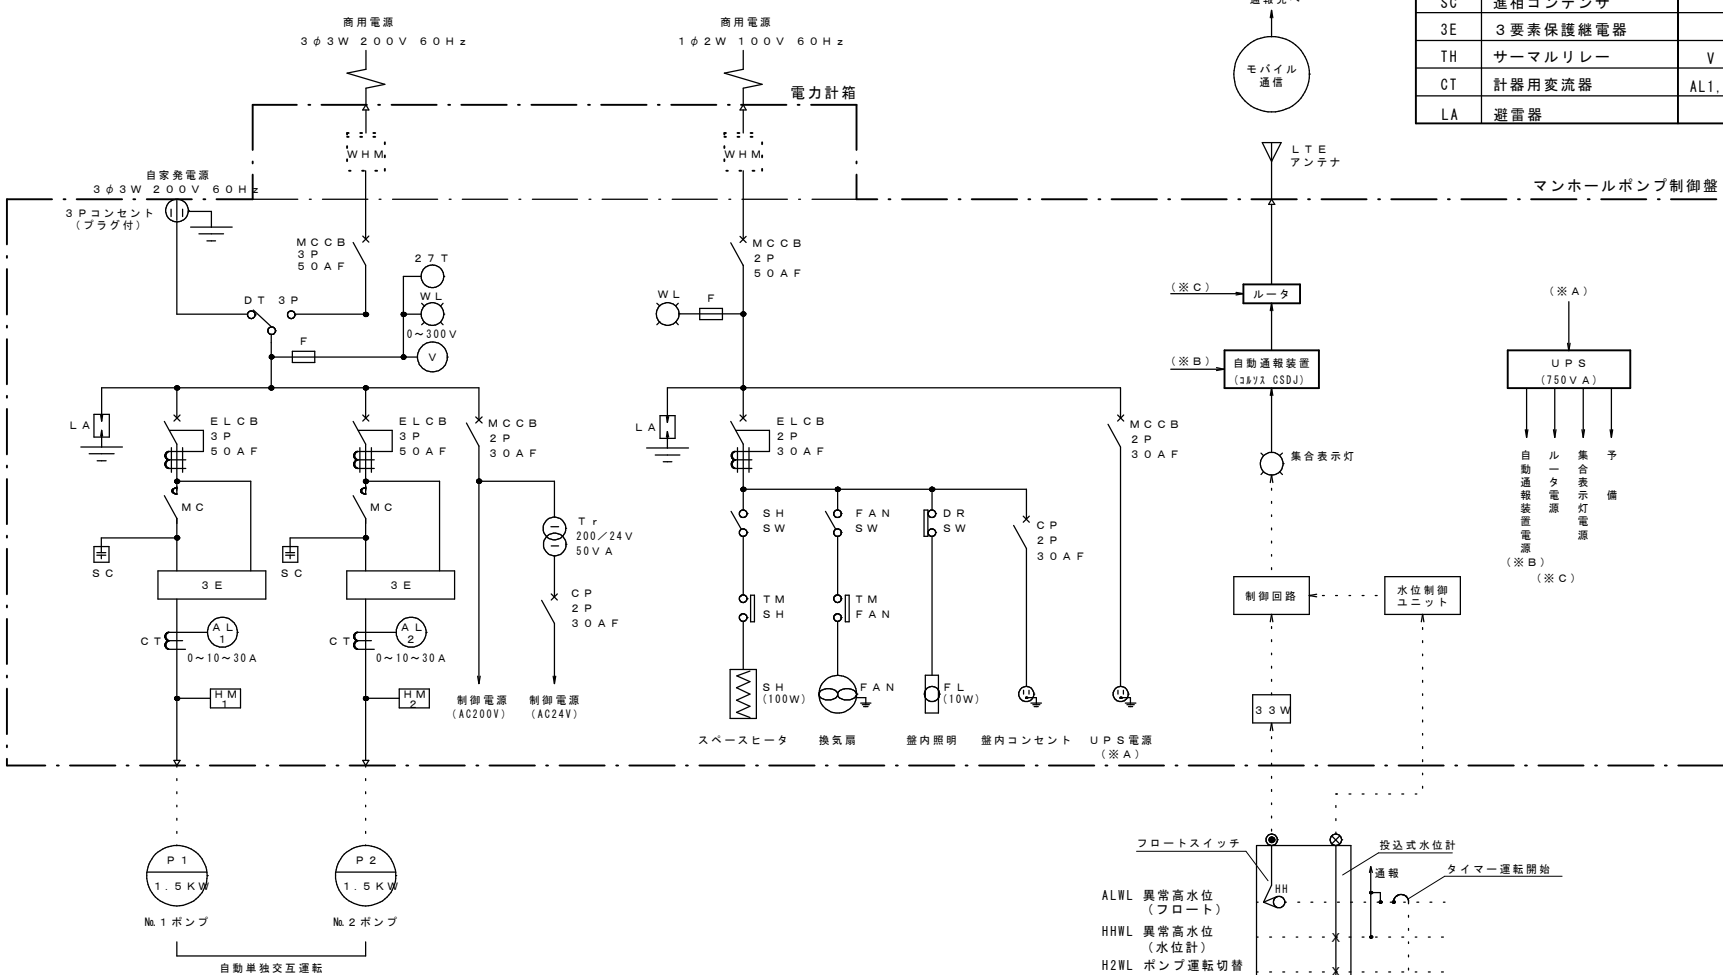 商用電源
3φ3W 200V 60Hz
商用電源
1φ2W 100V 60Hz
電力計箱
WHM
WHM
モバイル
通信
SC 進相コンデンサ
3E 3要素保護継電器
TH サーマルリレー V
CT 計器用変流器 AL1,
LA 避雷器
LTE
アンテナ
マンホールポンプ制御盤
自家発電源
3φ3W 200V 60Hz
3Pコンセント
(プラグ付)
MCCB
3P
50AF
27T
WL
0~300V
V
DT 3P
F
MCCB
2P
50AF
WL
F
(※C)
ルータ
(※B)
自動通報装置
(コルソス CSDJ)
集合表示灯
(※A)
UPS
(750VA)
自動通報装置電源
(※B)
ルータ電源
(※C)
集合表示灯電源
予備
LA
ELCB
3P
50AF
ELCB
3P
50AF
MCCB
2P
30AF
LA
ELCB
2P
30AF
MCCB
2P
30AF
MC
MC
SC
SC
3E
3E
Tr
200/24V
50VA
CP
2P
30AF
CT
AL
1
0~10~30A
CT
AL
2
0~10~30A
HM
1
HM
2
制御電源
(AC200V)
制御電源
(AC24V)
SH
SW
FAN
SW
DR
SW
CP
2P
30AF
TM
SH
TM
FAN
SH
(100W)
FAN
FL
(10W)
スペースヒータ
換気扇
盤内照明
盤内コンセント
UPS電源
(※A)
制御回路
水位制御
ユニット
33W
P1
1.5KW
P2
1.5KW
№1ポンプ
№2ポンプ
自動単独交互運転
フロートスイッチ
投込式水位計
通報
タイマー運転開始
HH
ALWL 異常高水位
(フロート)
HHWL 異常高水位
(水位計)
H2WL ポンプ運転切替